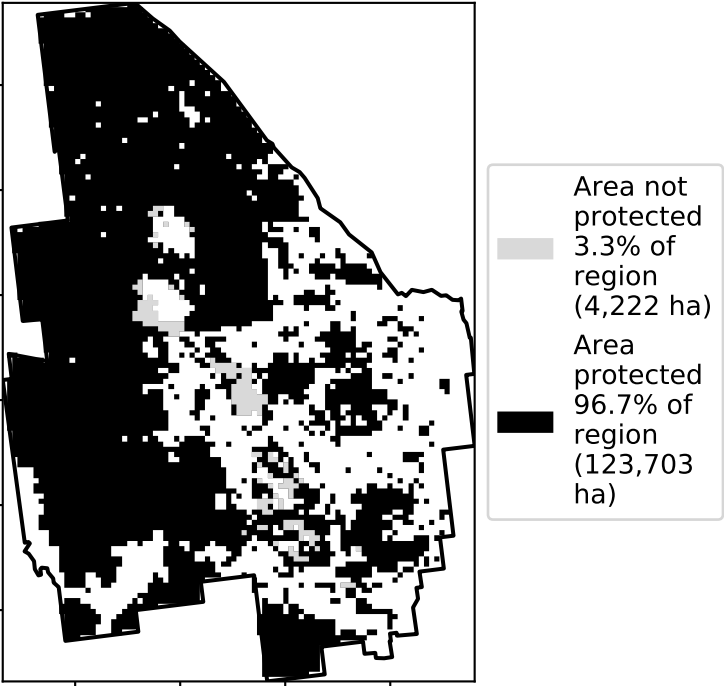 Area not
protected
3.3% of
region
(4,222 ha)
Area
protected
96.7% of
region
(123,703
ha)